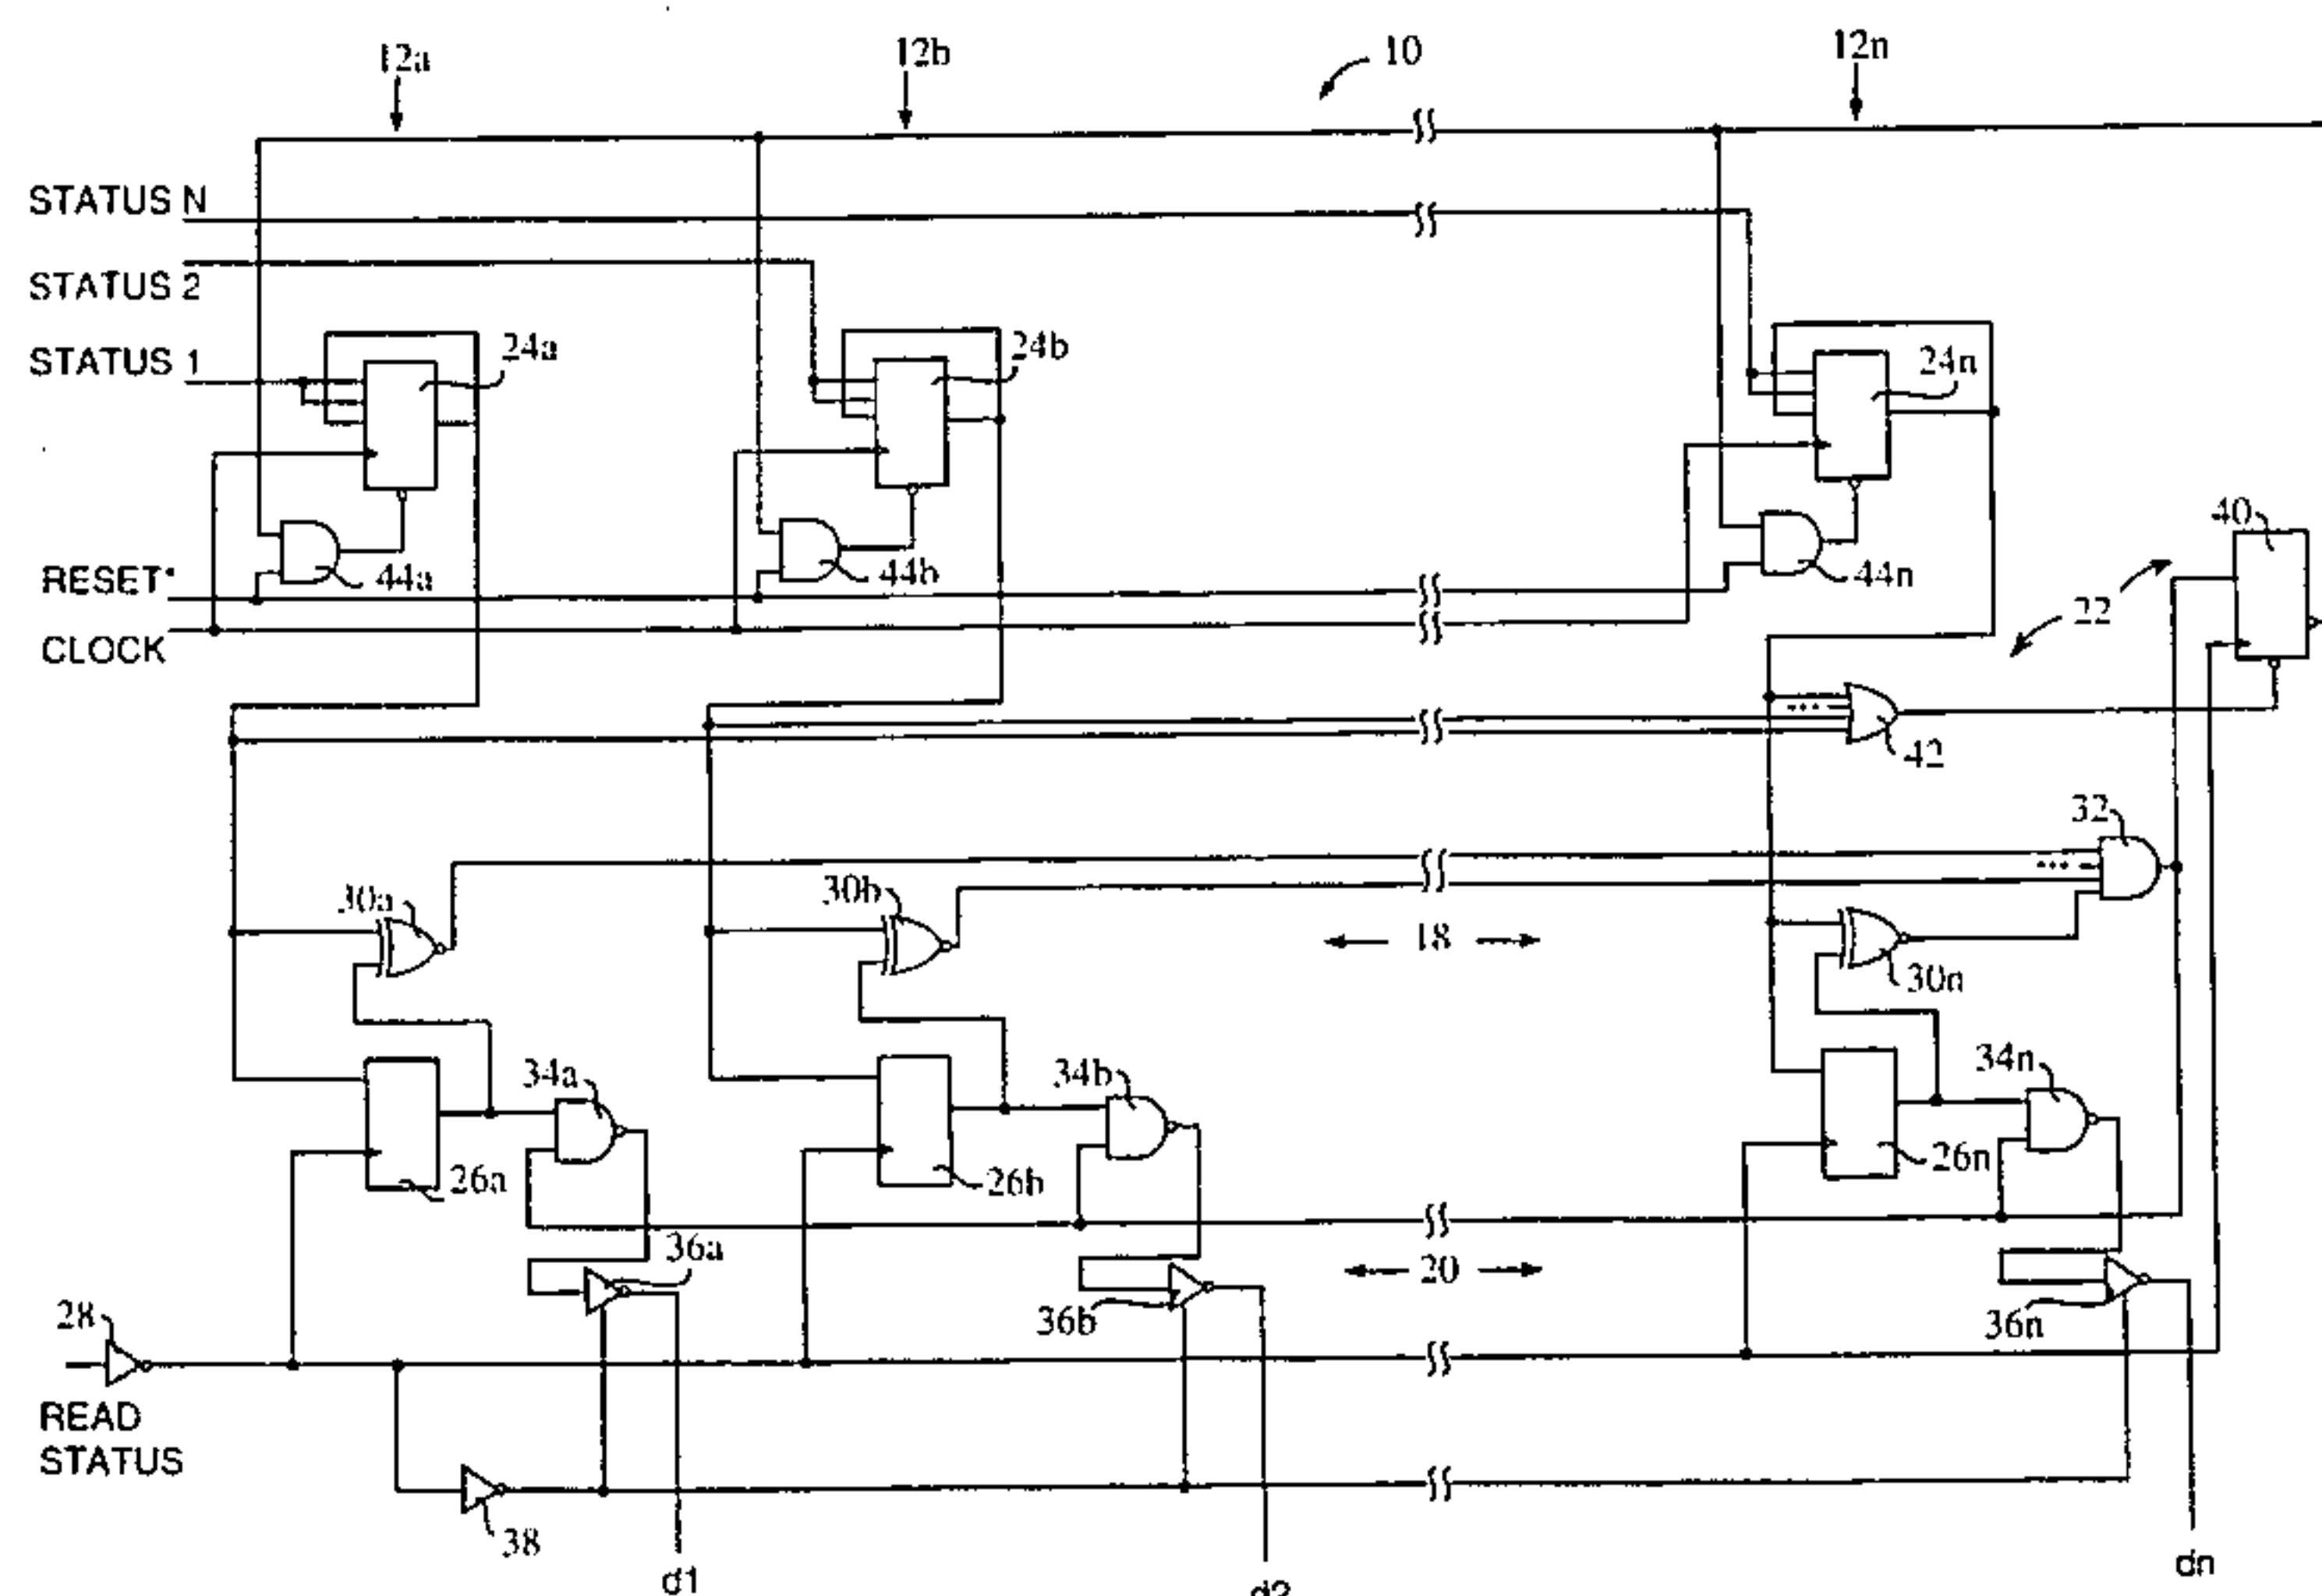 12a
12b
10
12n
STATUS N
STATUS 2
STATUS 1
24a
24b
24n
40
RESET*
44a
44b
44n
CLOCK
22
42
32
30a
30b
18
30n
34a
34b
34n
26a
26b
26n
36a
20
28
36b
36n
READ
STATUS
38
d1
d2
dn